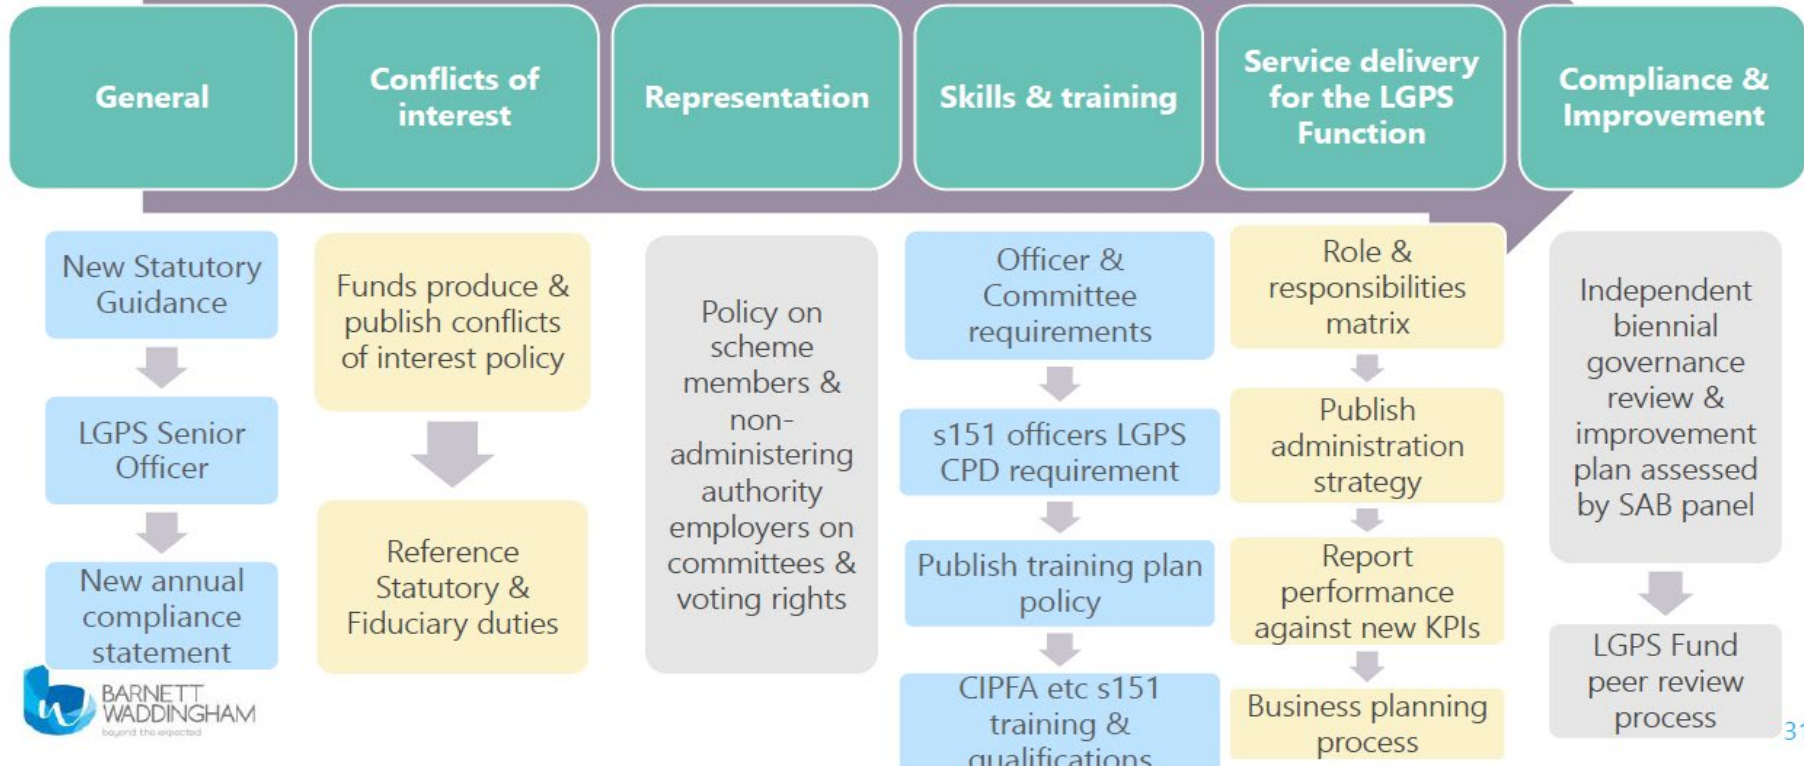 General
Conflicts of
interest
Representation
Skills & training
Service delivery
for the LGPS
Function
Compliance &
Improvement
New Statutory
Guidance
LGPS Senior
Officer
New annual
compliance
statement
Funds produce &
publish conflicts
of interest policy
Reference
Statutory &
Fiduciary duties
Policy on
scheme
members &
non-
administering
authority
employers on
committees &
voting rights
Officer &
Committee
requirements
s151 officers LGPS
CPD requirement
Publish training plan
policy
CIPFA etc s151
training &
qualifications
Role &
responsibilities
matrix
Publish
administration
strategy
Report
performance
against new KPIs
Business planning
process
Independent
biennial
governance
review &
improvement
plan assessed
by SAB panel
LGPS Fund
peer review
process
BARNETT
WADDINGHAM
beyond the expected
31